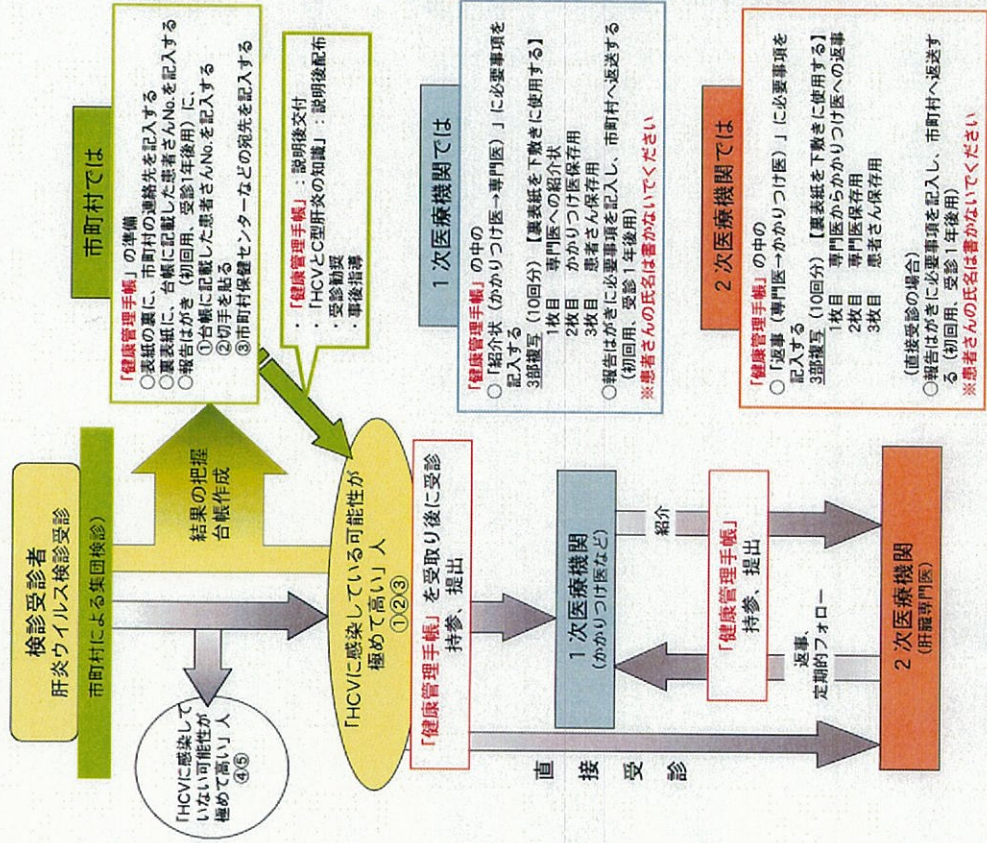 検診受診者
肝炎ウイルス検診受診
市町村による集団検診
結果の把握
台帳作成
「HCVに感染して
いない可能性が
極めて高い」人
④⑤
「HCVに感染している可能性が
極めて高い」人
①②③
「健康管理手帳」を受取り後に受診
持参、提出
1次医療機関
(かかりつけ医など)
紹介
「健康管理手帳」
持参、提出
返事、
定期的フォロー
直接受診
2次医療機関
(肝臓専門医)
市町村では
「健康管理手帳」の準備
○表紙の裏に、市町村の連絡先を記入する
○裏表紙に、台帳に記載した患者さんNo.を記入する
○報告はがき（初回用、受診1年後用）に、
①台帳に記載した患者さんNo.を記入する
②切手を貼る
③市町村保健センターなどの宛先を記入する
・「健康管理手帳」：説明後交付
・「HCVとC型肝炎の知識」：説明後配布
・受診勧奨
・事後指導
1次医療機関では
「健康管理手帳」の中の
○「紹介状（かかりつけ医→専門医）」に必要事項を
記入する
3部複写（10回分）【裏表紙を下敷きに使用する】
1枚目 専門医への紹介状
2枚目 かかりつけ医保存用
3枚目 患者さん保存用
○報告はがきに必要事項を記入し、市町村へ返送する
（初回用、受診1年後用）
※患者さんの氏名は書かないでください
2次医療機関では
「健康管理手帳」の中の
○「返事（専門医→かかりつけ医）」に必要事項を
記入する
3部複写（10回分）【裏表紙を下敷きに使用する】
1枚目 専門医からかかりつけ医への返事
2枚目 専門医保存用
3枚目 患者さん保存用
(直接受診の場合)
○報告はがきに必要事項を記入し、市町村へ返送す
る（初回用、受診1年後用）
※患者さんの氏名は書かないでください